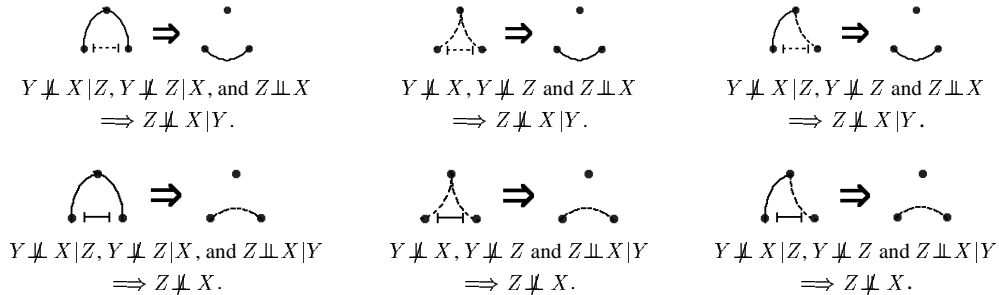 Y ⊥̸⊥ X|Z, Y ⊥̸⊥ Z|X, and Z ⊥⊥ X
⟹ Z ⊥̸⊥ X|Y.
Y ⊥̸⊥ X, Y ⊥̸⊥ Z and Z ⊥⊥ X
⟹ Z ⊥̸⊥ X|Y.
Y ⊥̸⊥ X|Z, Y ⊥̸⊥ Z and Z ⊥⊥ X
⟹ Z ⊥̸⊥ X|Y.
Y ⊥̸⊥ X|Z, Y ⊥̸⊥ Z|X, and Z ⊥⊥ X|Y
⟹ Z ⊥̸⊥ X.
Y ⊥̸⊥ X, Y ⊥̸⊥ Z and Z ⊥⊥ X|Y
⟹ Z ⊥̸⊥ X.
Y ⊥̸⊥ X|Z, Y ⊥̸⊥ Z and Z ⊥⊥ X|Y
⟹ Z ⊥̸⊥ X.